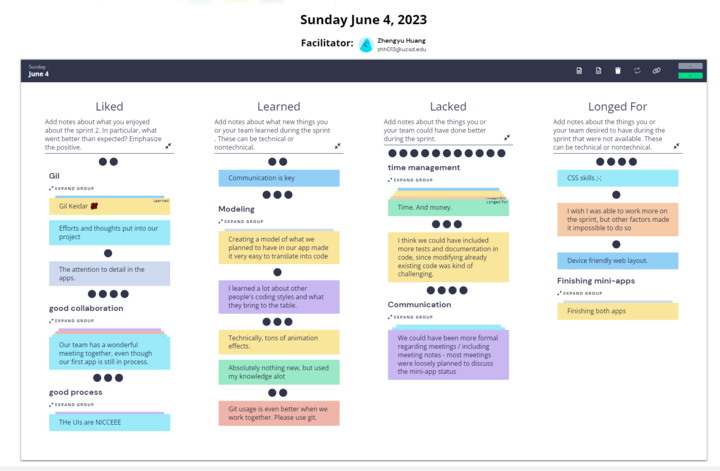 Sunday June 4, 2023
Facilitator:
Zhengyu Huang
zhh013@ucsd.edu
Sunday
June 4
Liked
Add notes about what you enjoyed
about the sprint 2. In particular, what
went better than expected? Emphasize
the positive.
Gil
EXPAND GROUP
Learned
Gil Keidar
Efforts and thoughts put into our
project
The attention to detail in the
apps.
good collaboration
EXPAND GROUP
Our team has a wonderful
meeting together, even though
our first app is still in process.
good process
EXPAND GROUP
THe UIs are NICCEEE
Learned
Add notes about what new things you
or your team learned during the sprint
. These can be technical or
nontechnical.
Communication is key
Modeling
EXPAND GROUP
Creating a model of what we
planned to have in our app made
it very easy to translate into code
I learned a lot about other
people's coding styles and what
they bring to the table.
Technically, tons of animation
effects.
Absolutely nothing new, but used
my knowledge alot
Git usage is even better when we
work together. Please use git.
Lacked
Add notes about the things you or
your team could have done better
during the sprint.
time management
EXPAND GROUP
Longed For
Time. And money.
I think we could have included
more tests and documentation in
code, since modifying already
existing code was kind of
challenging.
Communication
EXPAND GROUP
We could have been more formal
regarding meetings / including
meeting notes - most meetings
were loosely planned to discuss
the mini-app status
Longed For
Add notes about the things you or
your team desired to have during the
sprint that were not available. These
can be technical or nontechnical.
CSS skills ;-;
I wish I was able to work more on
the sprint, but other factors made
it impossible to do so
Device friendly web layout.
Finishing mini-apps
EXPAND GROUP
Finishing both apps